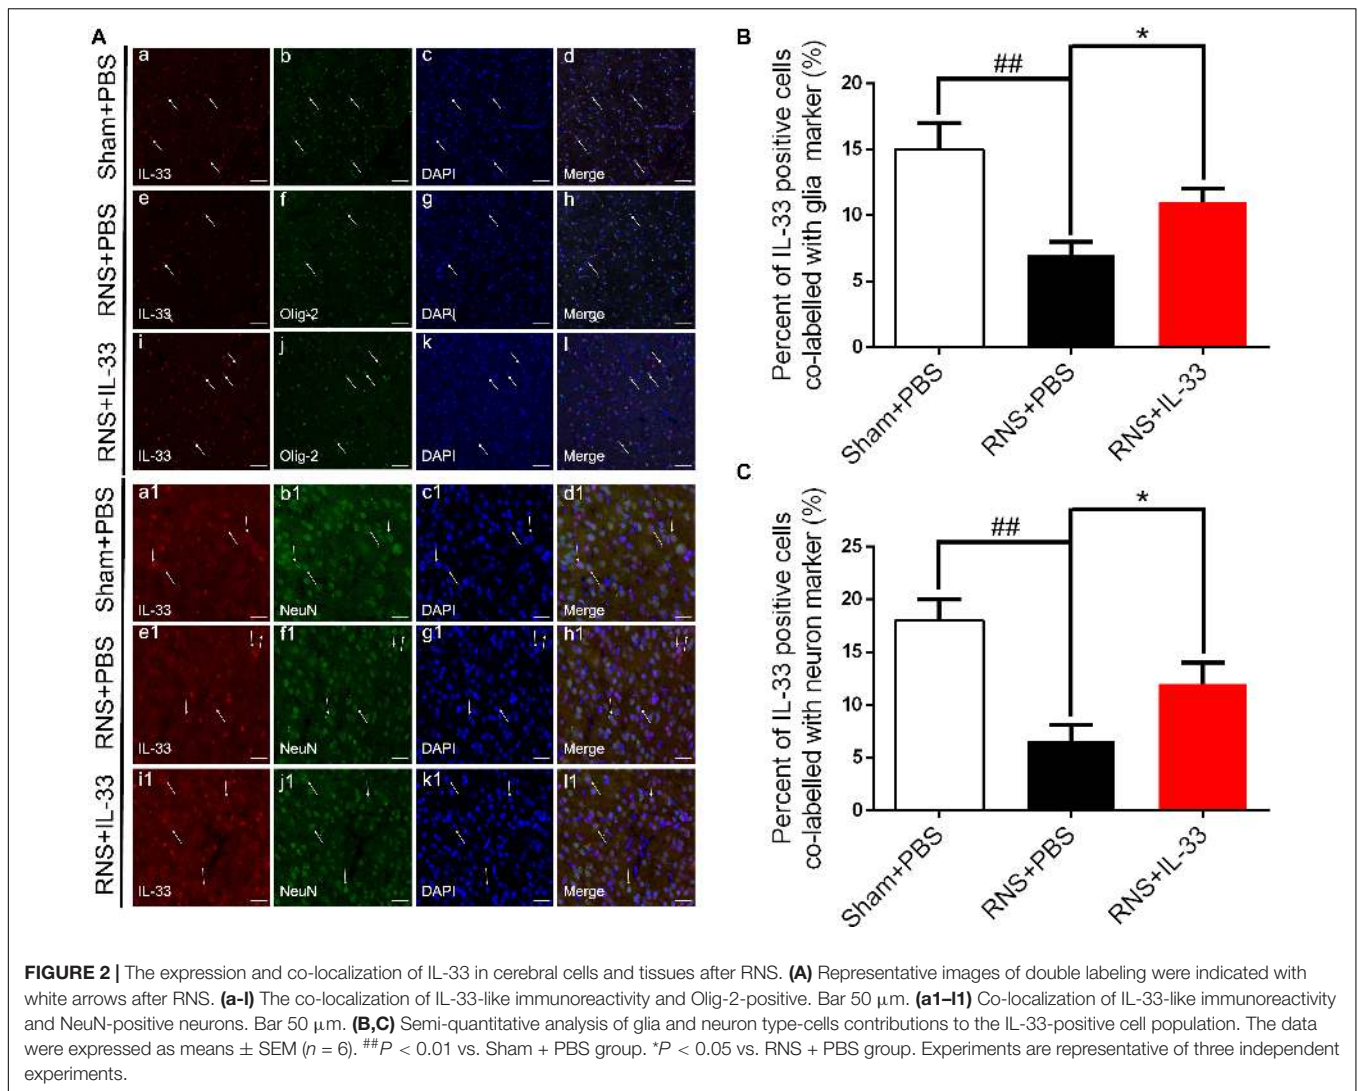 A
Sham+PBS
a
IL-33
b
c
DAPI
d
Merge
RNS+PBS
e
IL-33
f
Olig-2
g
DAPI
h
Merge
RNS+IL-33
i
IL-33
j
Olig-2
k
DAPI
l
Merge
Sham+PBS
a1
IL-33
b1
NeuN
c1
DAPI
d1
Merge
RNS+PBS
e1
IL-33
f1
NeuN
g1
DAPI
h1
Merge
RNS+IL-33
i1
IL-33
j1
NeuN
k1
DAPI
l1
Merge
B
Percent of IL-33 positive cells
co-labelled with glia marker (%)
20
15
10
5
0
##
*
Sham+PBS
RNS+PBS
RNS+IL-33
C
Percent of IL-33 positive cells
co-labelled with neuron marker (%)
25
20
15
10
5
0
##
*
Sham+PBS
RNS+PBS
RNS+IL-33
FIGURE 2 | The expression and co-localization of IL-33 in cerebral cells and tissues after RNS. (A) Representative images of double labeling were indicated with
white arrows after RNS. (a-l) The co-localization of IL-33-like immunoreactivity and Olig-2-positive. Bar 50 μm. (a1–l1) Co-localization of IL-33-like immunoreactivity
and NeuN-positive neurons. Bar 50 μm. (B,C) Semi-quantitative analysis of glia and neuron type-cells contributions to the IL-33-positive cell population. The data
were expressed as means ± SEM (n = 6). ##P < 0.01 vs. Sham + PBS group. *P < 0.05 vs. RNS + PBS group. Experiments are representative of three independent
experiments.